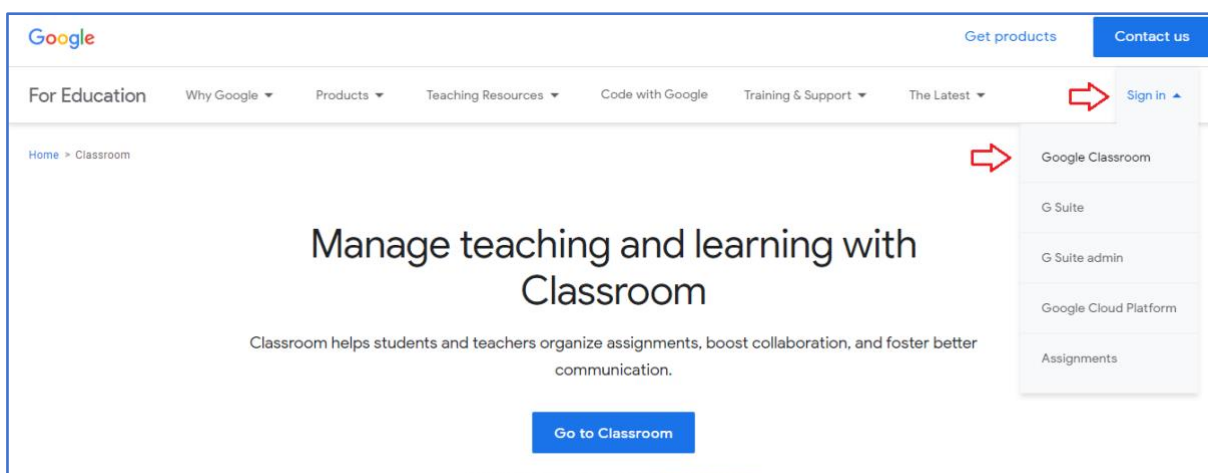 Google
Get products
Contact us
For Education
Why Google
Products
Teaching Resources
Code with Google
Training & Support
The Latest
Sign in
Home > Classroom
Google Classroom
G Suite
G Suite admin
Google Cloud Platform
Assignments
Manage teaching and learning with
Classroom
Classroom helps students and teachers organize assignments, boost collaboration, and foster better
communication.
Go to Classroom